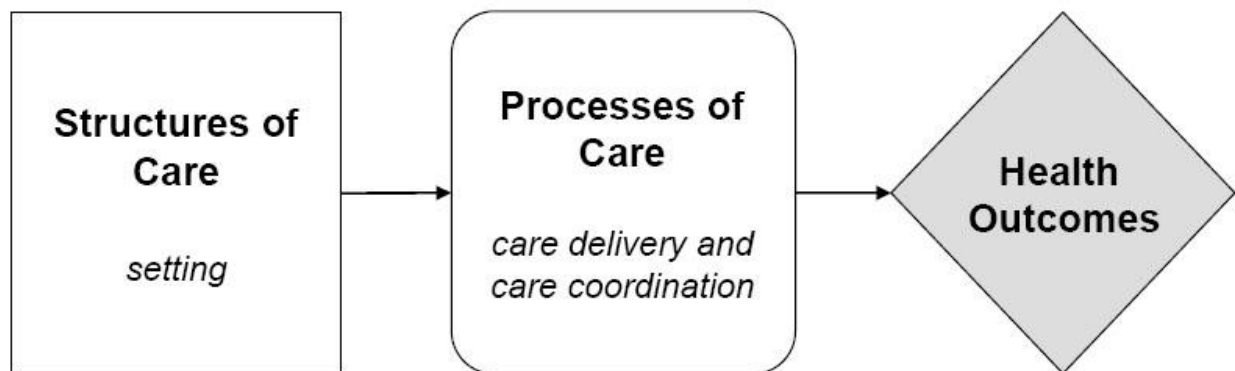 Structures of
Care
setting
Processes of
Care
care delivery and
care coordination
Health
Outcomes